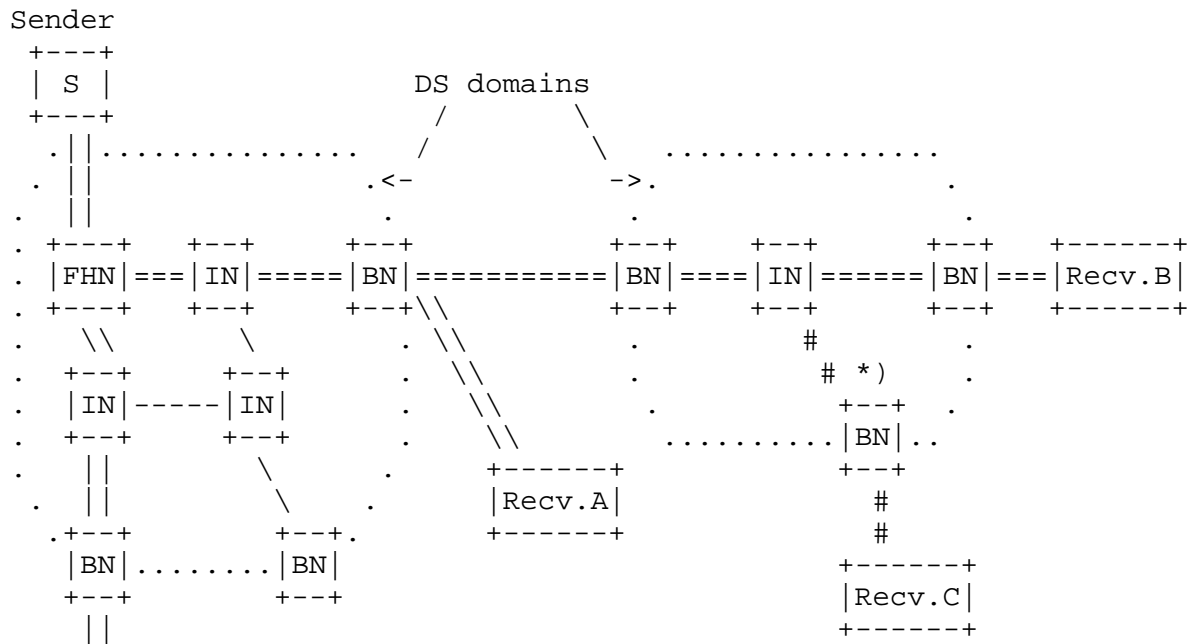 Sender
S
DS domains
FHN IN BN BN IN BN Recv.B
*)
IN IN
BN
Recv.A
BN BN
Recv.C